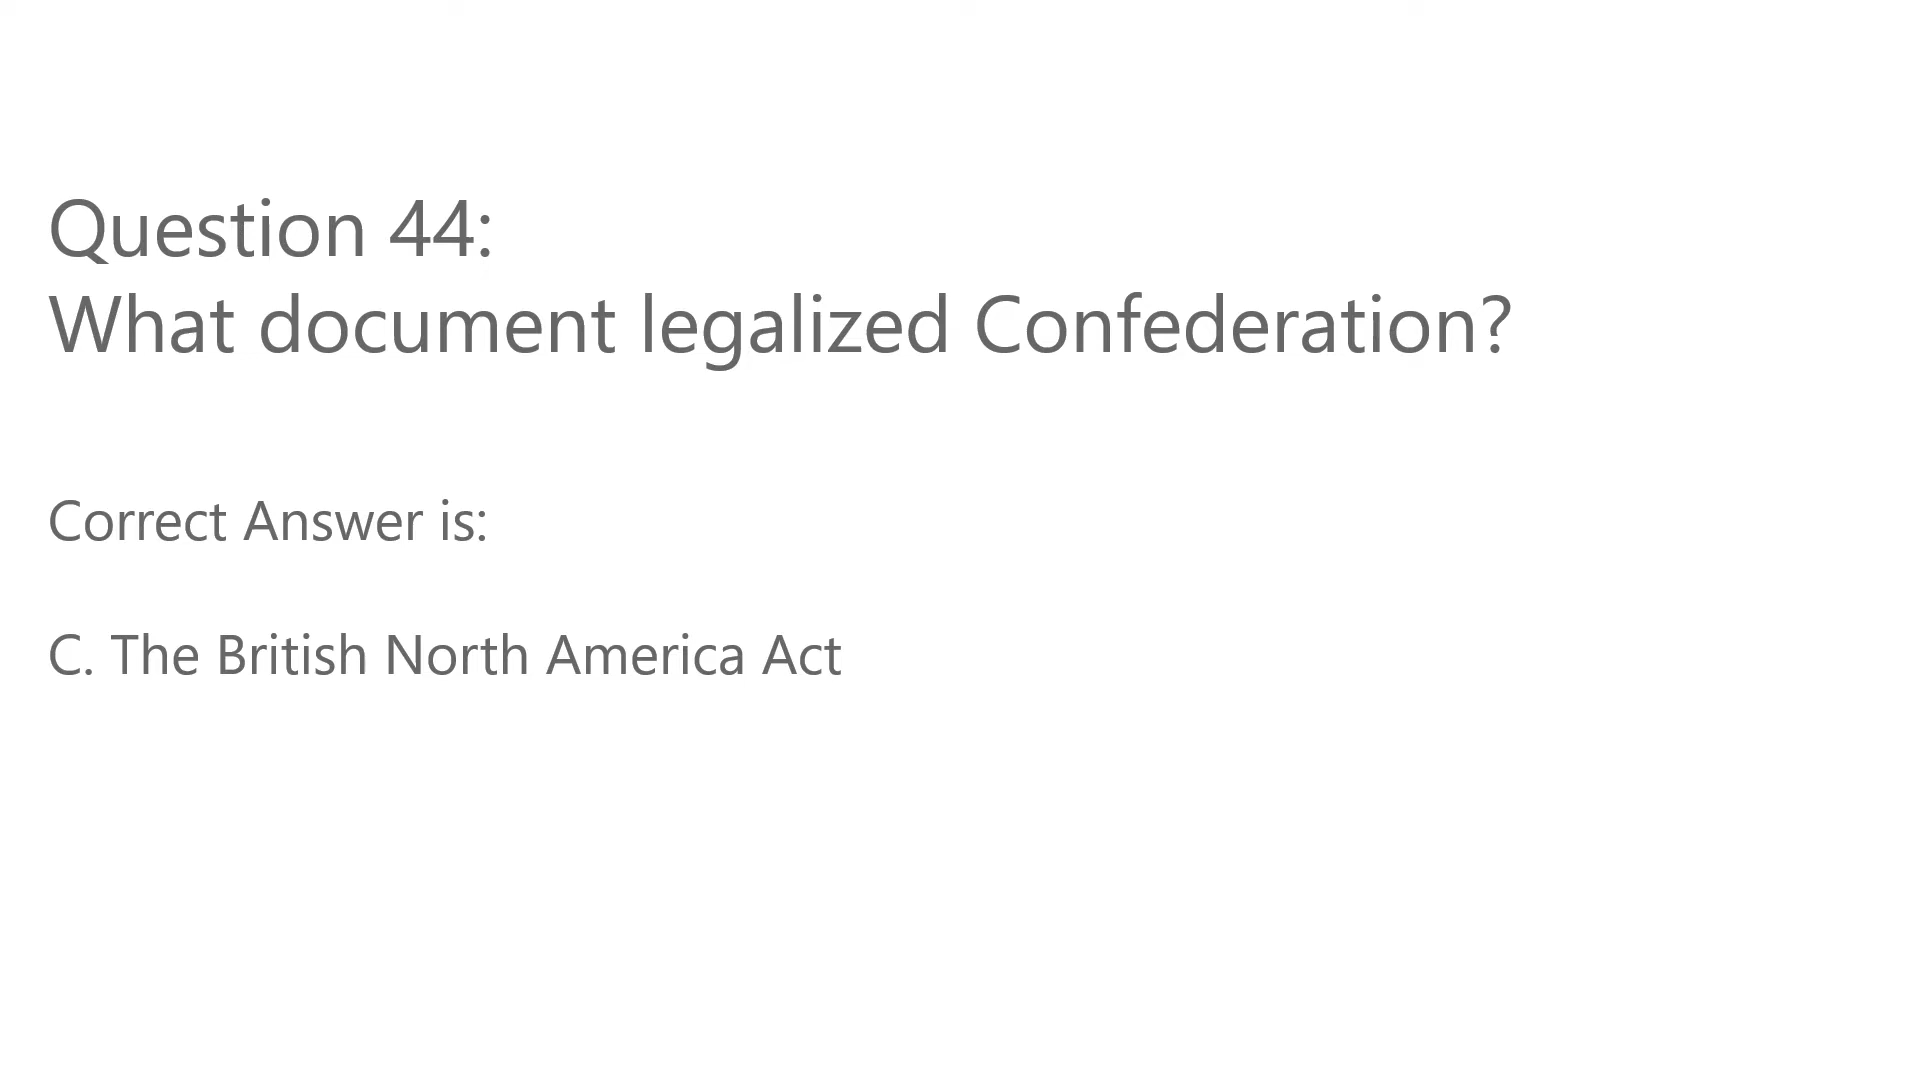 Question 44:
What document legalized Confederation?
Correct Answer is:
C. The British North America Act